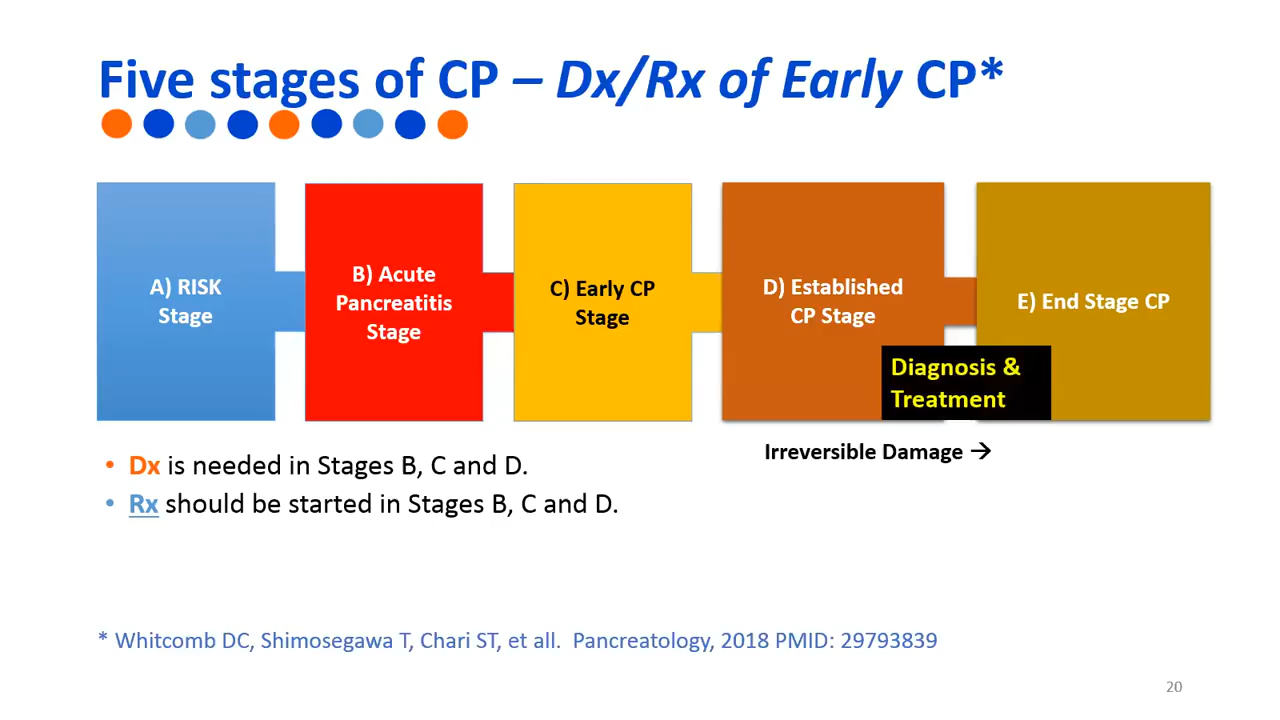 Five stages of CP – Dx/Rx of Early CP*
A) RISK
Stage
B) Acute
Pancreatitis
Stage
C) Early CP
Stage
D) Established
CP Stage
E) End Stage CP
Diagnosis &
Treatment
Irreversible Damage →
• Dx is needed in Stages B, C and D.
• Rx should be started in Stages B, C and D.
* Whitcomb DC, Shimosegawa T, Chari ST, et all.  Pancreatology, 2018 PMID: 29793839
20